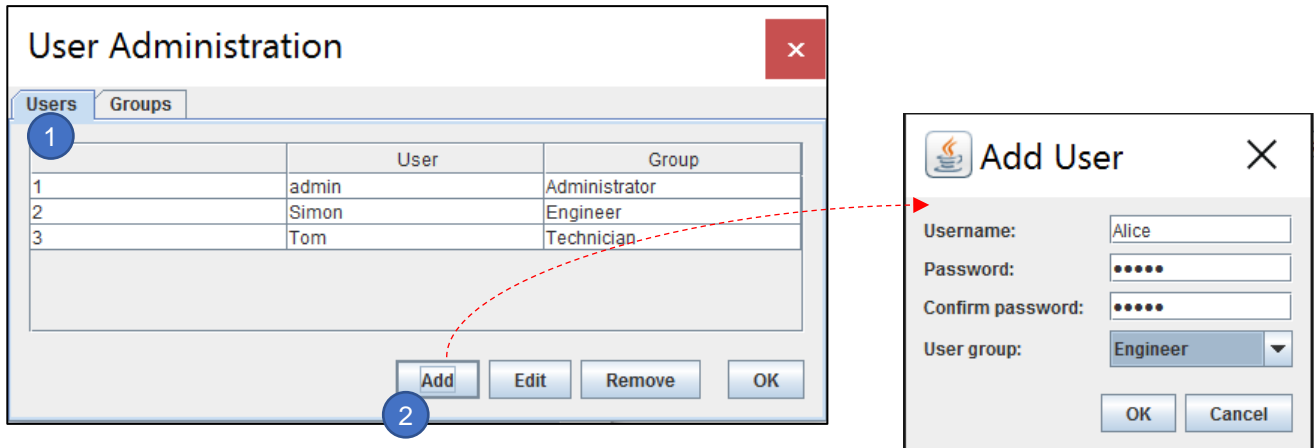 User Administration
×
Users Groups
1
User Group
1 admin Administrator
2 Simon Engineer
3 Tom Technician
Add Edit Remove OK
2
Add User
Username: Alice
Password: •••••
Confirm password: •••••
User group: Engineer
OK Cancel